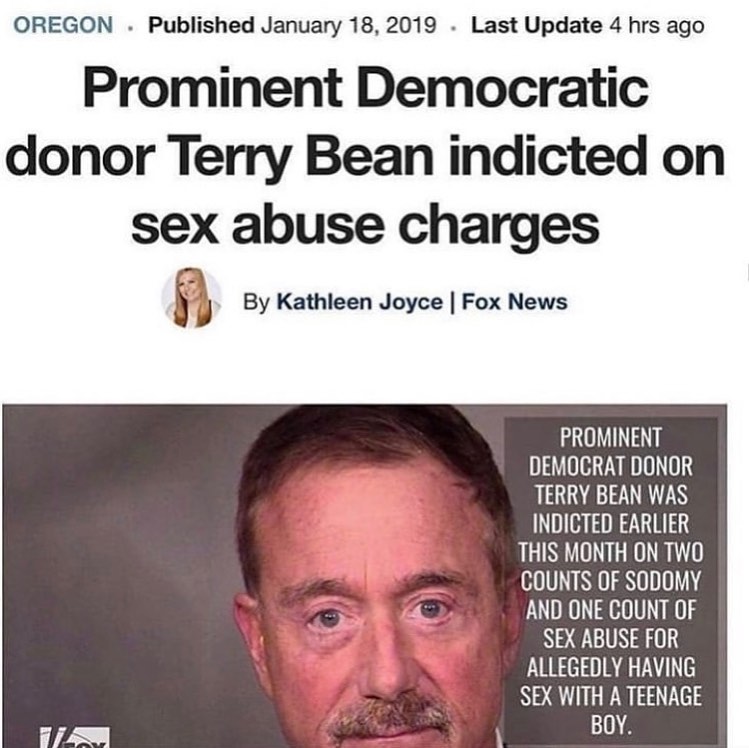 OREGON · Published January 18, 2019 · Last Update 4 hrs ago
Prominent Democratic
donor Terry Bean indicted on
sex abuse charges
By Kathleen Joyce | Fox News
PROMINENT
DEMOCRAT DONOR
TERRY BEAN WAS
INDICTED EARLIER
THIS MONTH ON TWO
COUNTS OF SODOMY
AND ONE COUNT OF
SEX ABUSE FOR
ALLEGEDLY HAVING
SEX WITH A TEENAGE
BOY.
FOX